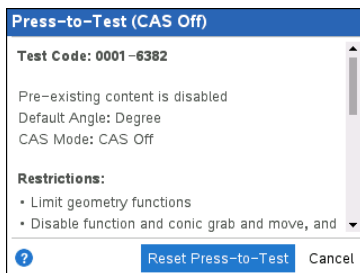 Press-to-Test (CAS Off)
Test Code: 0001-6382
Pre-existing content is disabled
Default Angle: Degree
CAS Mode: CAS Off
Restrictions:
• Limit geometry functions
• Disable function and conic grab and move, and
?
Reset Press-to-Test
Cancel